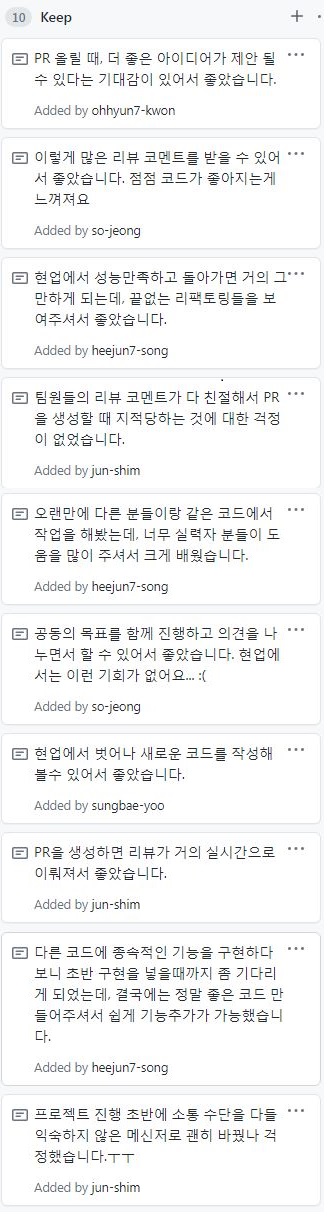 10 Keep
PR 올릴 때, 더 좋은 아이디어가 제안 될
수 있다는 기대감이 있어서 좋았습니다.
Added by ohhyun7-kwon
이렇게 많은 리뷰 코멘트를 받을 수 있어
서 좋았습니다. 점점 코드가 좋아지는게
느껴져요
Added by so-jeong
현업에서 성능만족하고 돌아가면 거의 그
만하게 되는데, 끝없는 리팩토링들을 보
여주셔서 좋았습니다.
Added by heejun7-song
팀원들의 리뷰 코멘트가 다 친절해서 PR
을 생성할 때 지적당하는 것에 대한 걱정
이 없었습니다.
Added by jun-shim
오랜만에 다른 분들이랑 같은 코드에서
작업을 해봤는데, 너무 실력자 분들이 도
움을 많이 주셔서 크게 배웠습니다.
Added by heejun7-song
공동의 목표를 함께 진행하고 의견을 나
누면서 할 수 있어서 좋았습니다. 현업에
서는 이런 기회가 없어요... :(
Added by so-jeong
현업에서 벗어나 새로운 코드를 작성해
볼수 있어서 좋았습니다.
Added by sungbae-yoo
PR을 생성하면 리뷰가 거의 실시간으로
이뤄져서 좋았습니다.
Added by jun-shim
다른 코드에 종속적인 기능을 구현하다
보니 초반 구현을 넣을때까지 좀 기다리
게 되었는데, 결국에는 정말 좋은 코드 만
들어주셔서 쉽게 기능추가가 가능했습니
다.
Added by heejun7-song
프로젝트 진행 초반에 소통 수단을 다들
익숙하지 않은 메신저로 괜히 바꿨나 걱
정했습니다.ㅜㅜ
Added by jun-shim